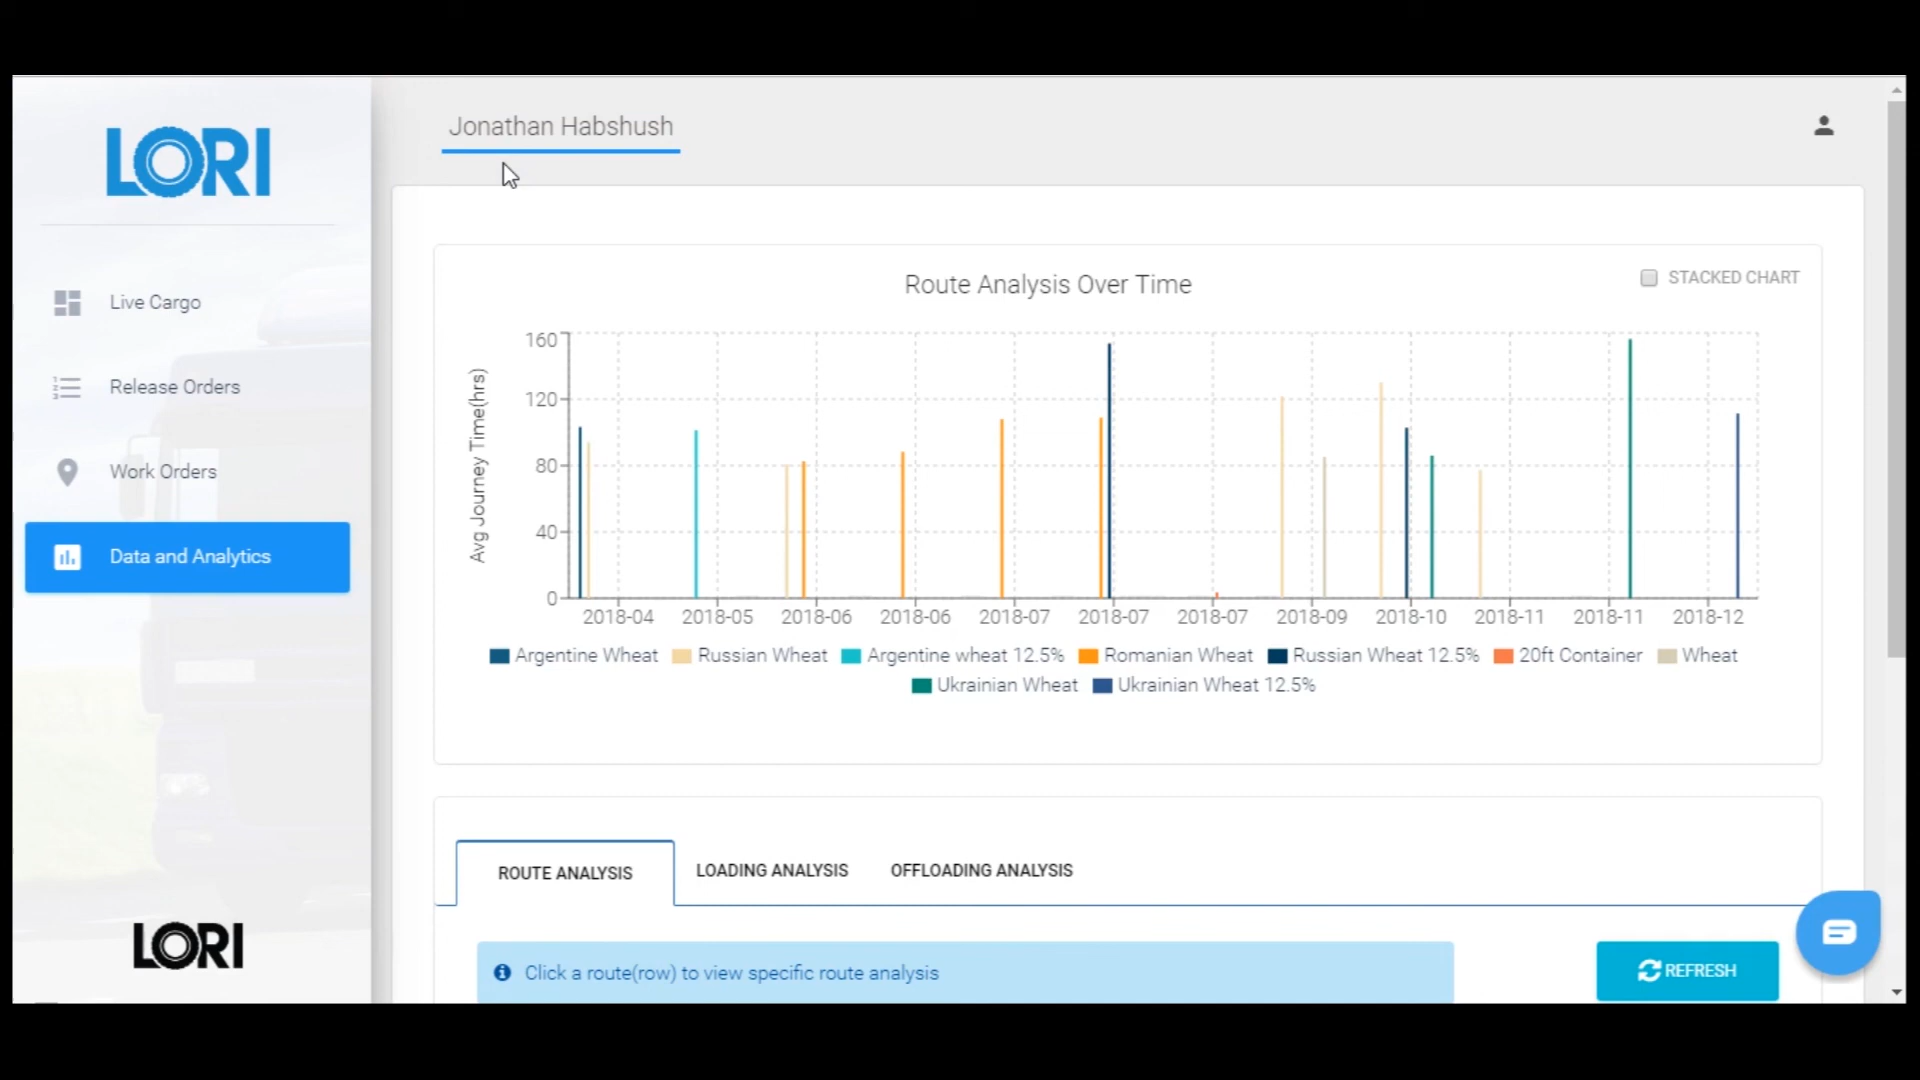 LORI
Jonathan Habshush
Live Cargo
Release Orders
Work Orders
Data and Analytics
LORI
Route Analysis Over Time
STACKED CHART
Avg Journey Time(hrs)
160
120
80
40
0
2018-04 2018-05 2018-06 2018-06 2018-07 2018-07 2018-07 2018-09 2018-10 2018-11 2018-11 2018-12
Argentine Wheat Russian Wheat Argentine wheat 12.5% Romanian Wheat Russian Wheat 12.5% 20ft Container Wheat
Ukrainian Wheat Ukrainian Wheat 12.5%
ROUTE ANALYSIS LOADING ANALYSIS OFFLOADING ANALYSIS
Click a route(row) to view specific route analysis
REFRESH